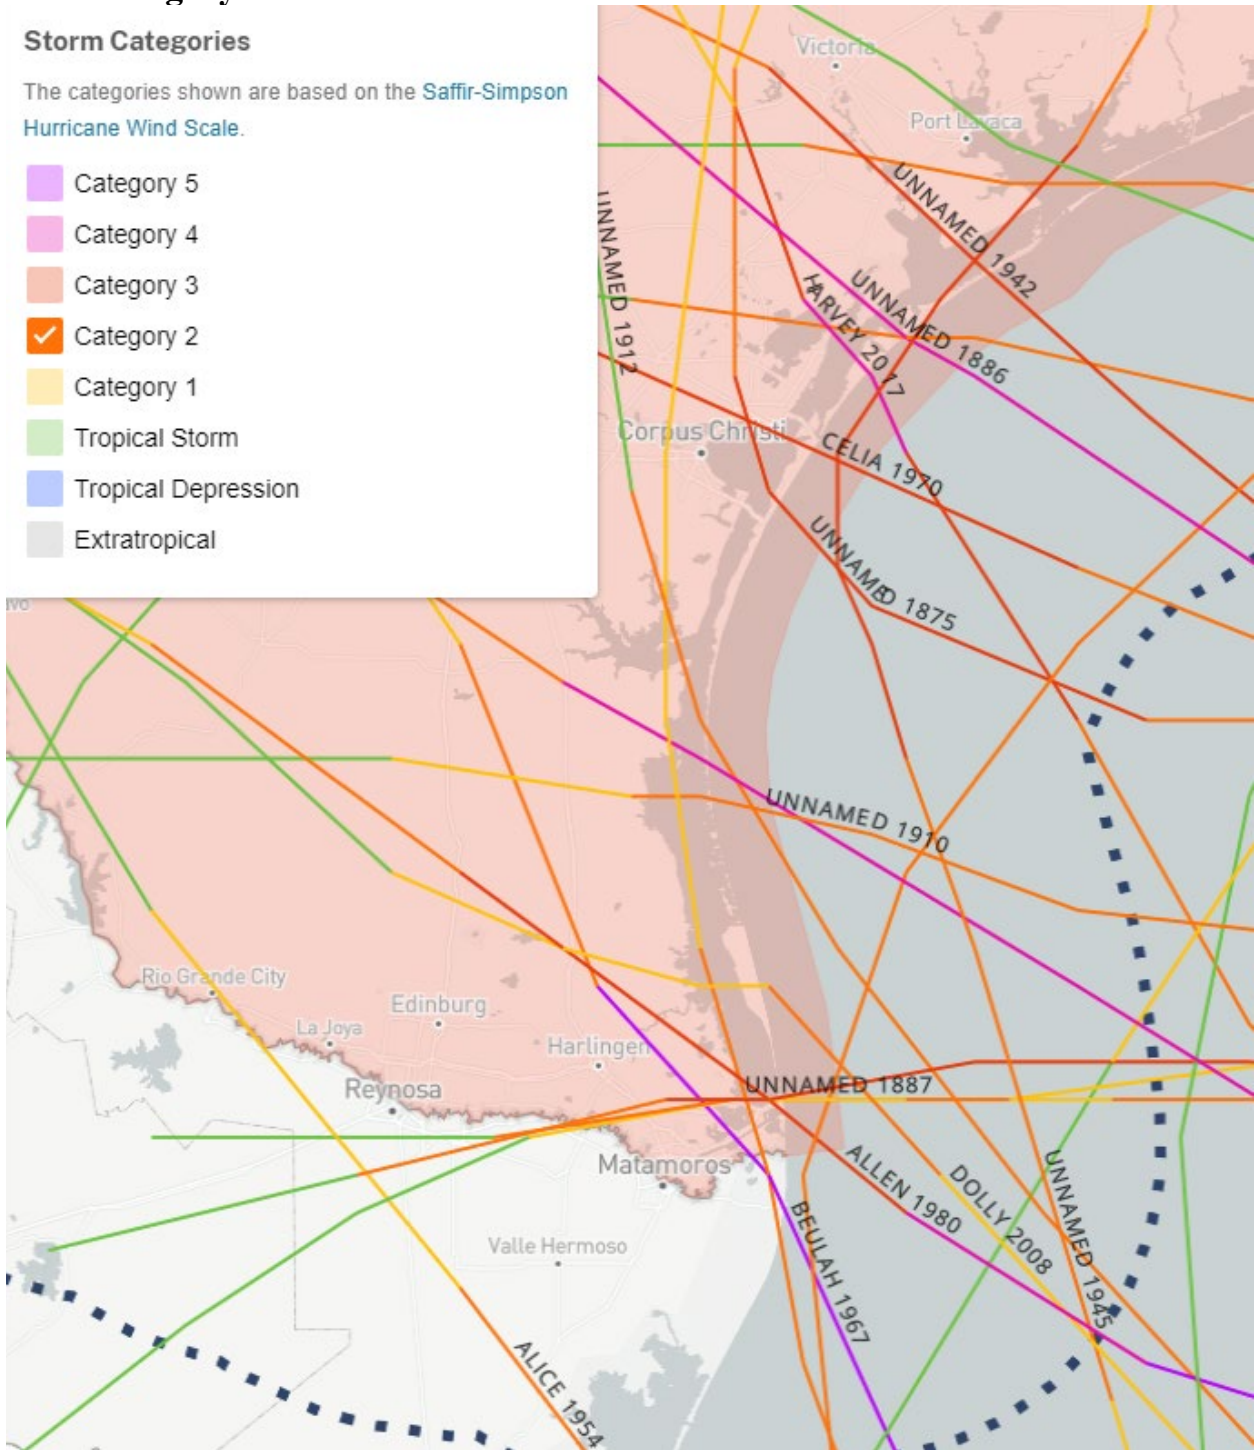 Storm Categories
The categories shown are based on the Saffir-Simpson
Hurricane Wind Scale.
Category 5
Category 4
Category 3
Category 2
Category 1
Tropical Storm
Tropical Depression
Extratropical
Victoria
Port Lavaca
UNNAMED 1942
UNNAMED 1912
HARVEY 2017
UNNAMED 1886
Corpus Christi
CELIA 1970
UNNAMED 1875
UNNAMED 1910
Rio Grande City
Edinburg
La Joya
Harlingen
Reynosa
UNNAMED 1887
Matamoros
ALLEN 1980
DOLLY 2008
UNNAMED 1945
BEULAH 1967
Valle Hermoso
ALICE 1954